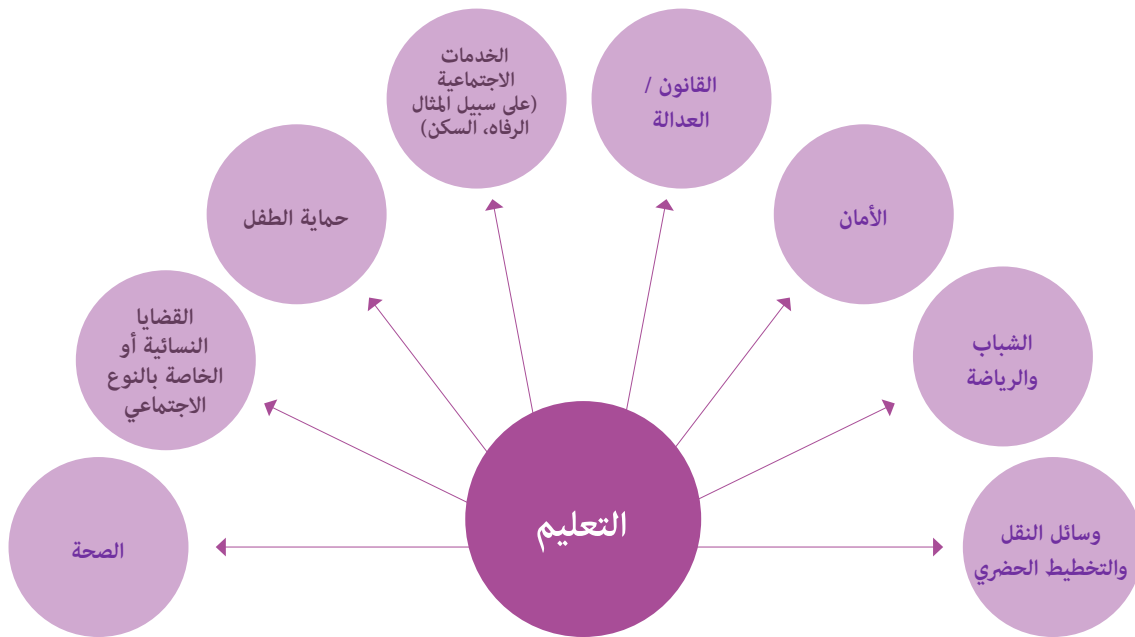 الخدمات
الاجتماعية
(على سبيل المثال
الرفاه، السكن)
القانون /
العدالة
حماية الطفل
الأمان
القضايا
النسائية أو
الخاصة بالنوع
الاجتماعي
الشباب
والرياضة
الصحة
التعليم
وسائل النقل
والتخطيط الحضري